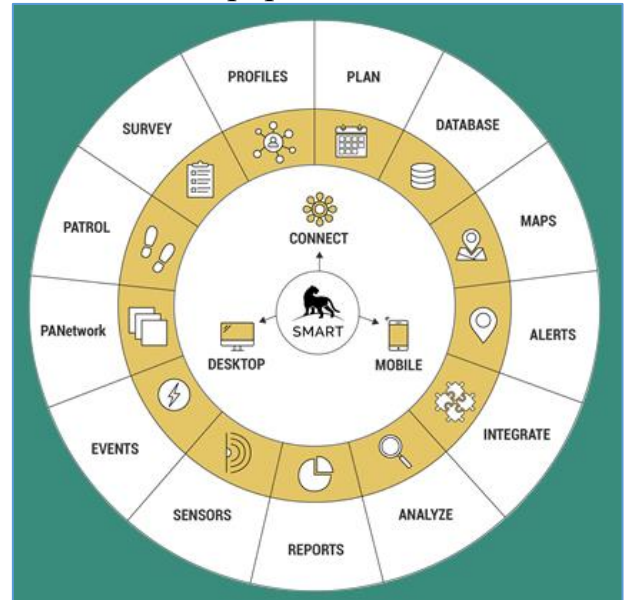 PROFILES
PLAN
DATABASE
MAPS
ALERTS
INTEGRATE
ANALYZE
REPORTS
SENSORS
EVENTS
PANetwork
PATROL
SURVEY
CONNECT
SMART
DESKTOP
MOBILE